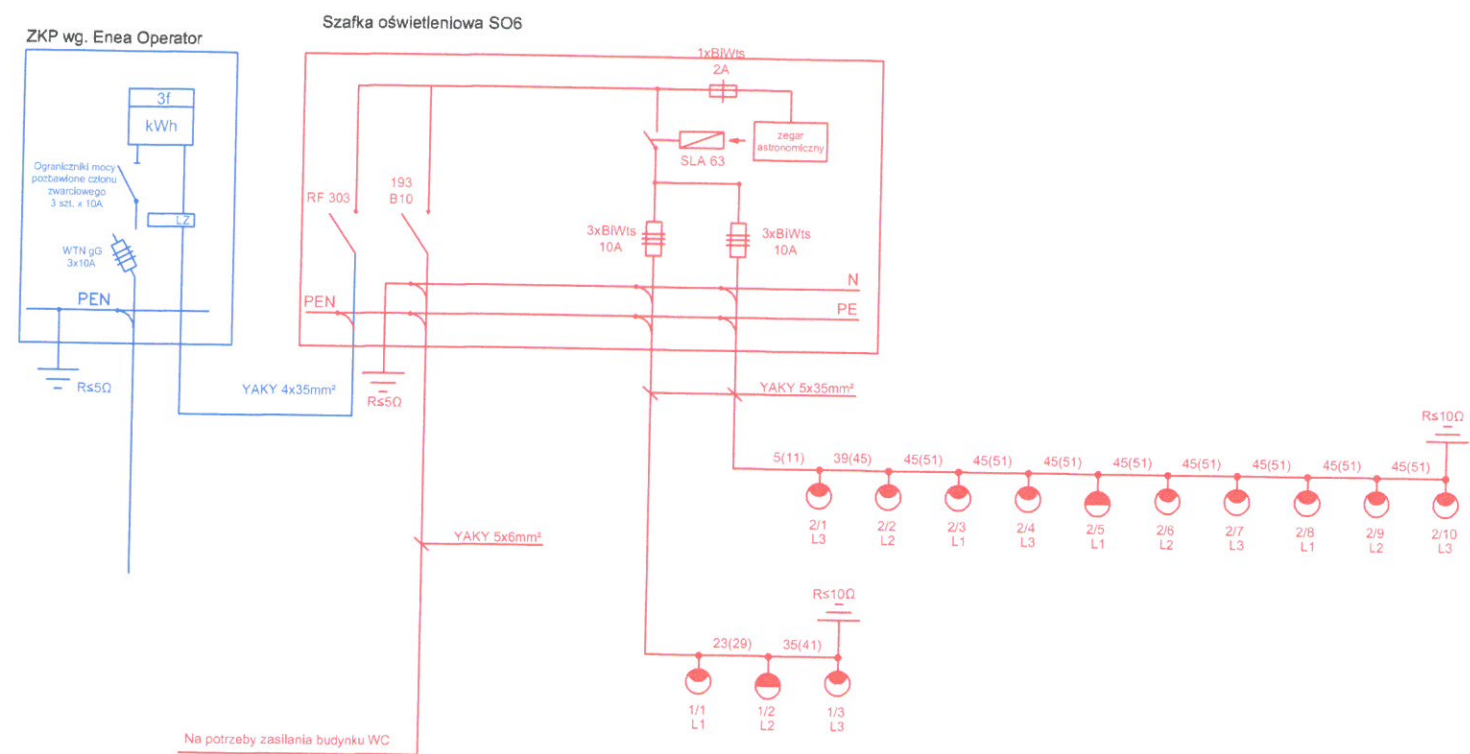 Szafka oświetleniowa SO6
ZKP wg. Enea Operator
3f
kWh
Ograniczniki mocy
pozbawione członu
zwarciowego
3 szt. x 10A
LZ
WTN gG
3x10A
PEN
R≤5Ω
YAKY 4x35mm²
1xBiWts
2A
zegar
astronomiczny
SLA 63
RF 303
193
B10
3xBiWts
10A
3xBiWts
10A
N
PEN
PE
R≤5Ω
YAKY 5x35mm²
R≤10Ω
5(11) 39(45) 45(51) 45(51) 45(51) 45(51) 45(51) 45(51) 45(51) 45(51)
2/1 2/2 2/3 2/4 2/5 2/6 2/7 2/8 2/9 2/10
L3 L2 L1 L3 L1 L2 L3 L1 L2 L3
YAKY 5x6mm²
R≤10Ω
23(29) 35(41)
1/1 1/2 1/3
L1 L2 L3
Na potrzeby zasilania budynku WC